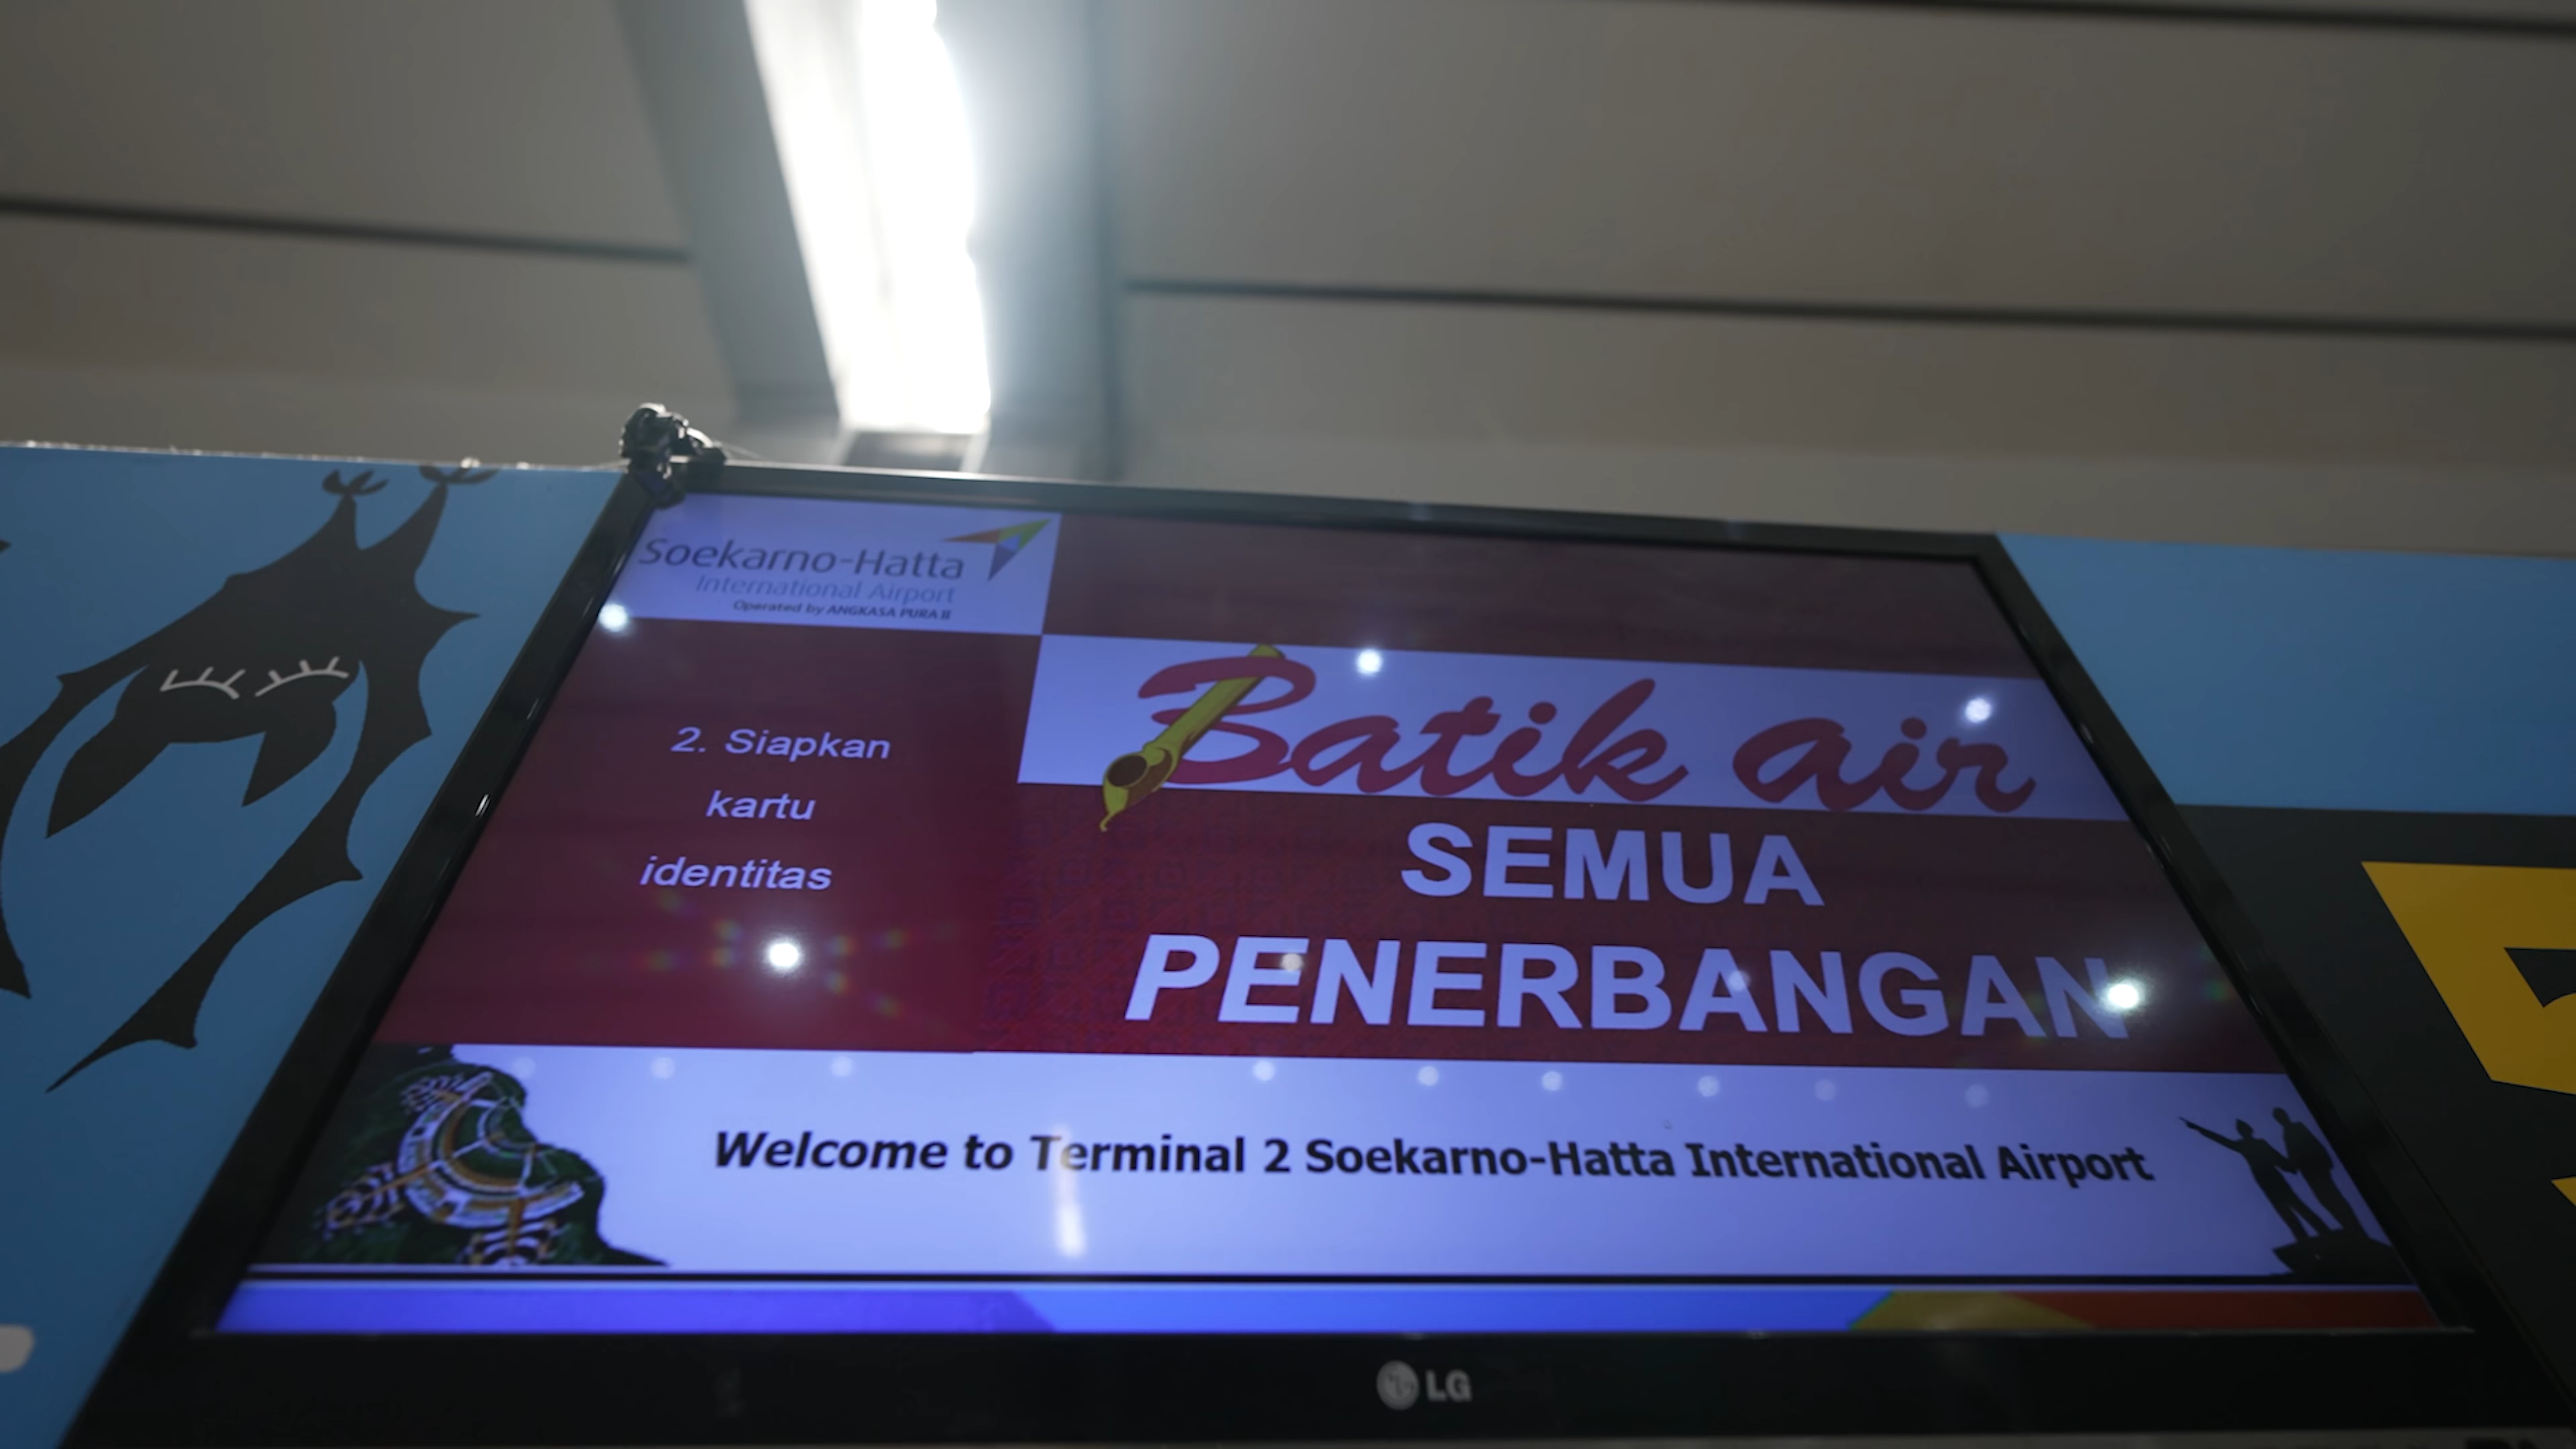 Soekarno-Hatta
International Airport
Operated by ANGKASA PURA II
2. Siapkan
kartu
identitas
Batik air
SEMUA
PENERBANGAN
Welcome to Terminal 2 Soekarno-Hatta International Airport
LG